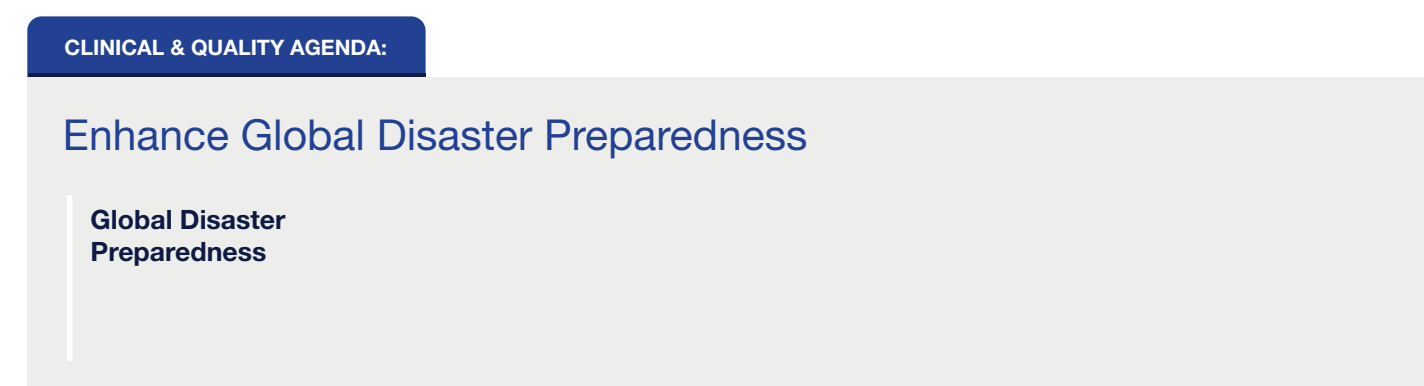 CLINICAL & QUALITY AGENDA:
Enhance Global Disaster Preparedness
Global Disaster
Preparedness